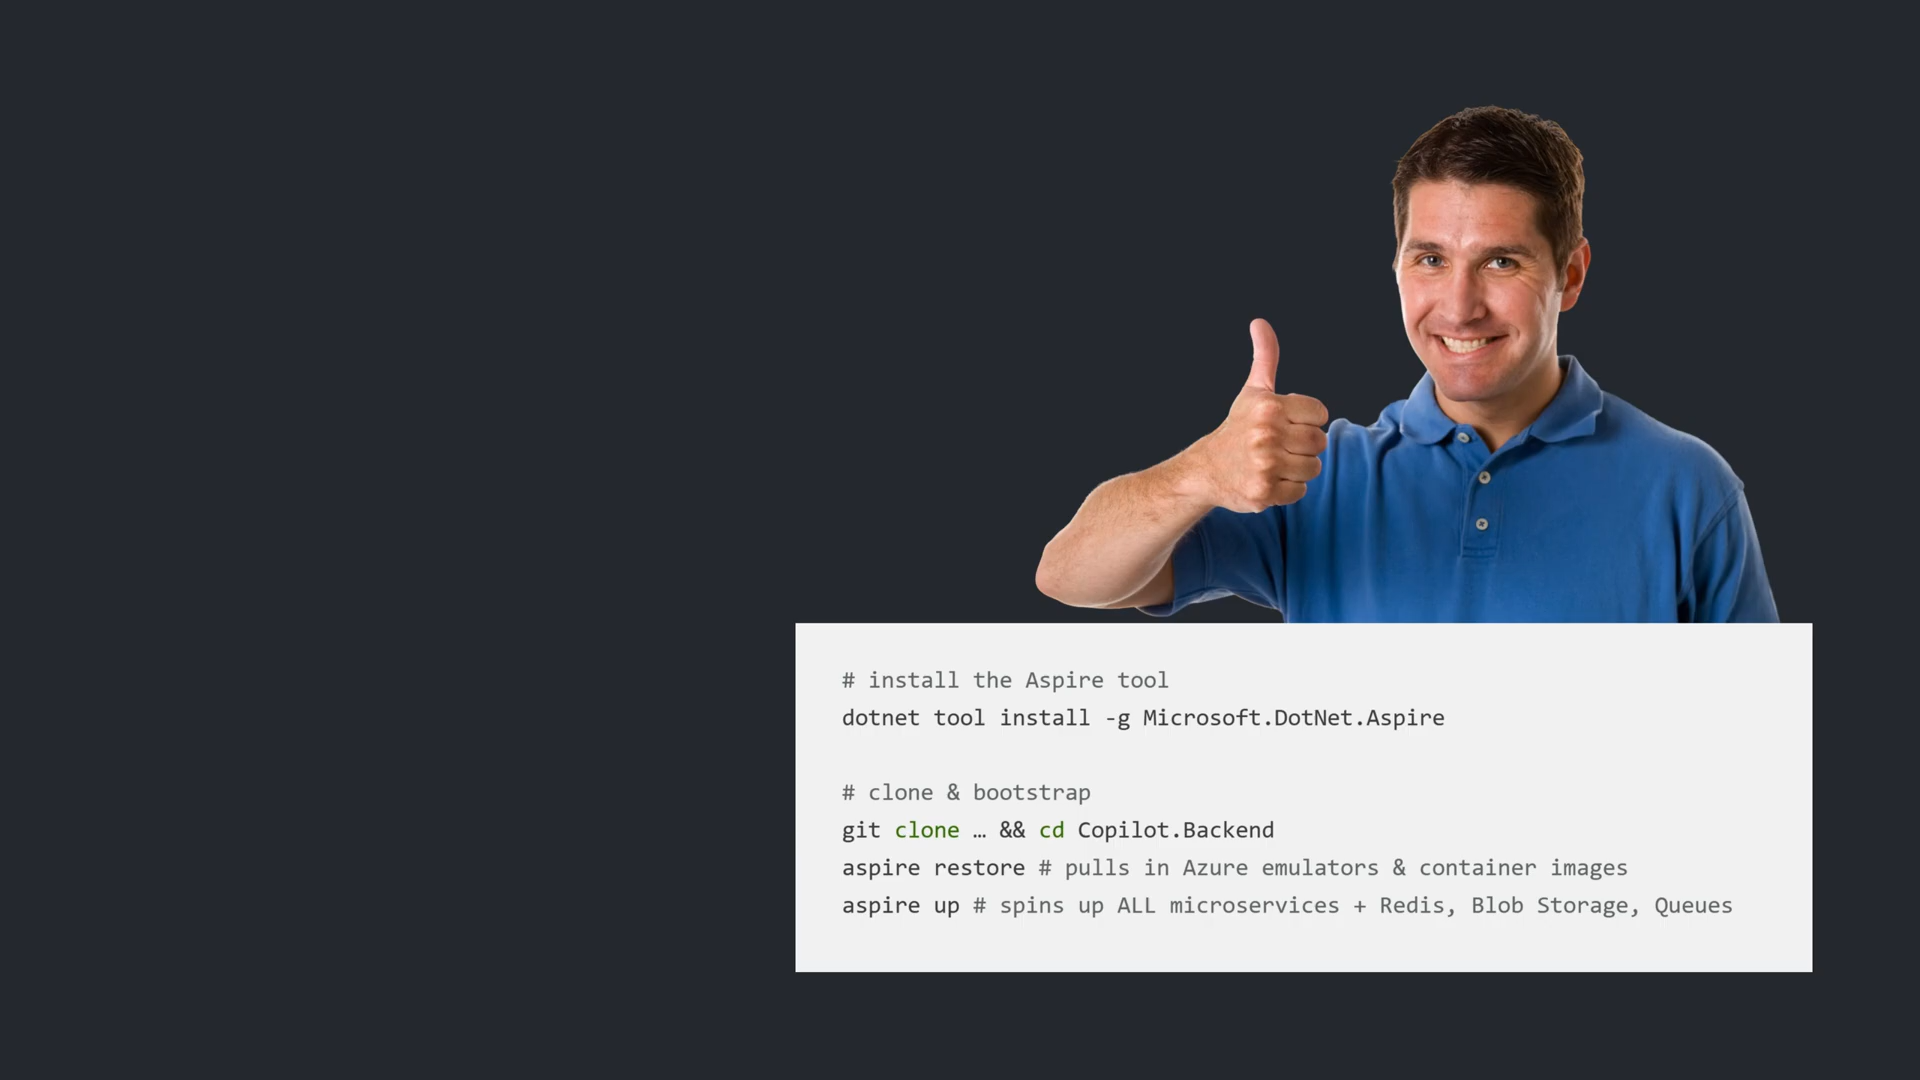 # install the Aspire tool
dotnet tool install -g Microsoft.DotNet.Aspire
# clone & bootstrap
git clone … && cd Copilot.Backend
aspire restore # pulls in Azure emulators & container images
aspire up # spins up ALL microservices + Redis, Blob Storage, Queues